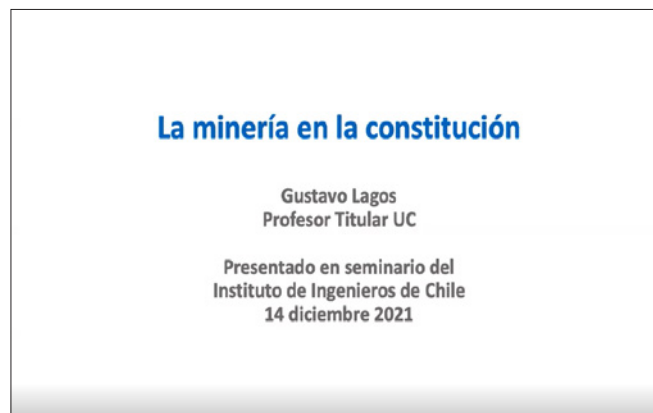 La minería en la constitución
Gustavo Lagos
Profesor Titular UC
Presentado en seminario del
Instituto de Ingenieros de Chile
14 diciembre 2021